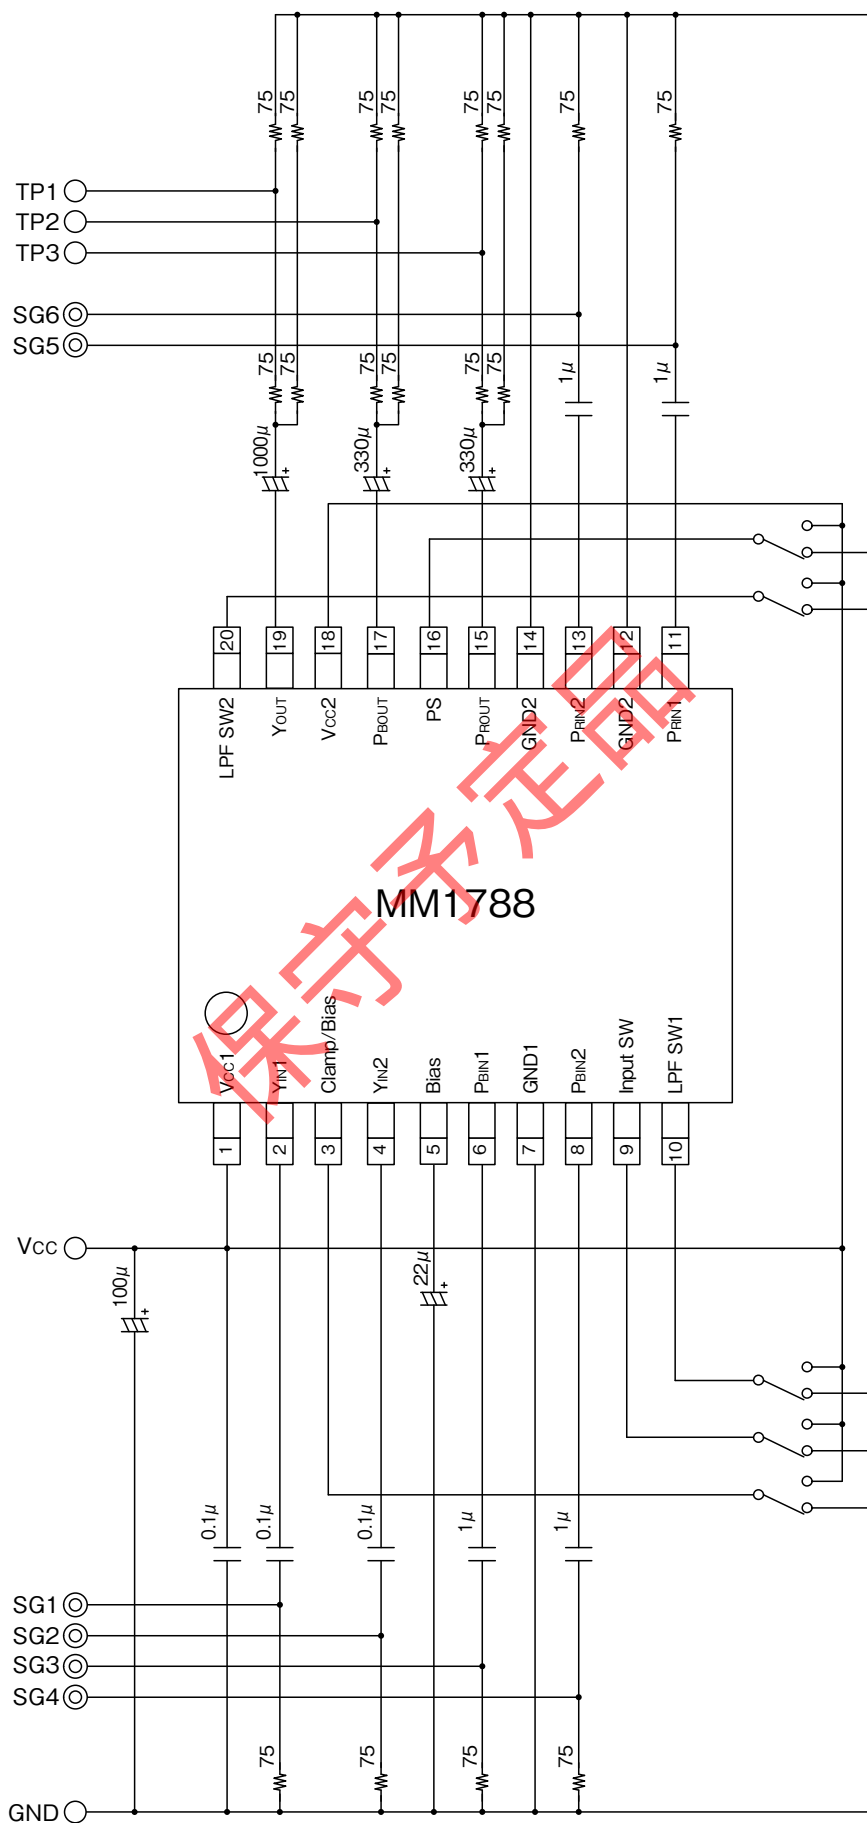 75 75 75 75 75 75 75 75
TP1
TP2
TP3
SG6
SG5
75 75 75 75 75 75 1μ 1μ
1000μ 330μ 330μ
20 19 18 17 16 15 14 13 12 11
LPF SW2 YOUT VCC2 PBOUT PS PROUT GND2 PRIN2 GND2 PRIN1
MM1788
保守予定品
VCC1 YIN1 Clamp/Bias YIN2 Bias PBIN1 GND1 PBIN2 Input SW LPF SW1
1 2 3 4 5 6 7 8 9 10
VCC
100μ 22μ
0.1μ 0.1μ 0.1μ 1μ 1μ
SG1
SG2
SG3
SG4
75 75 75 75
GND